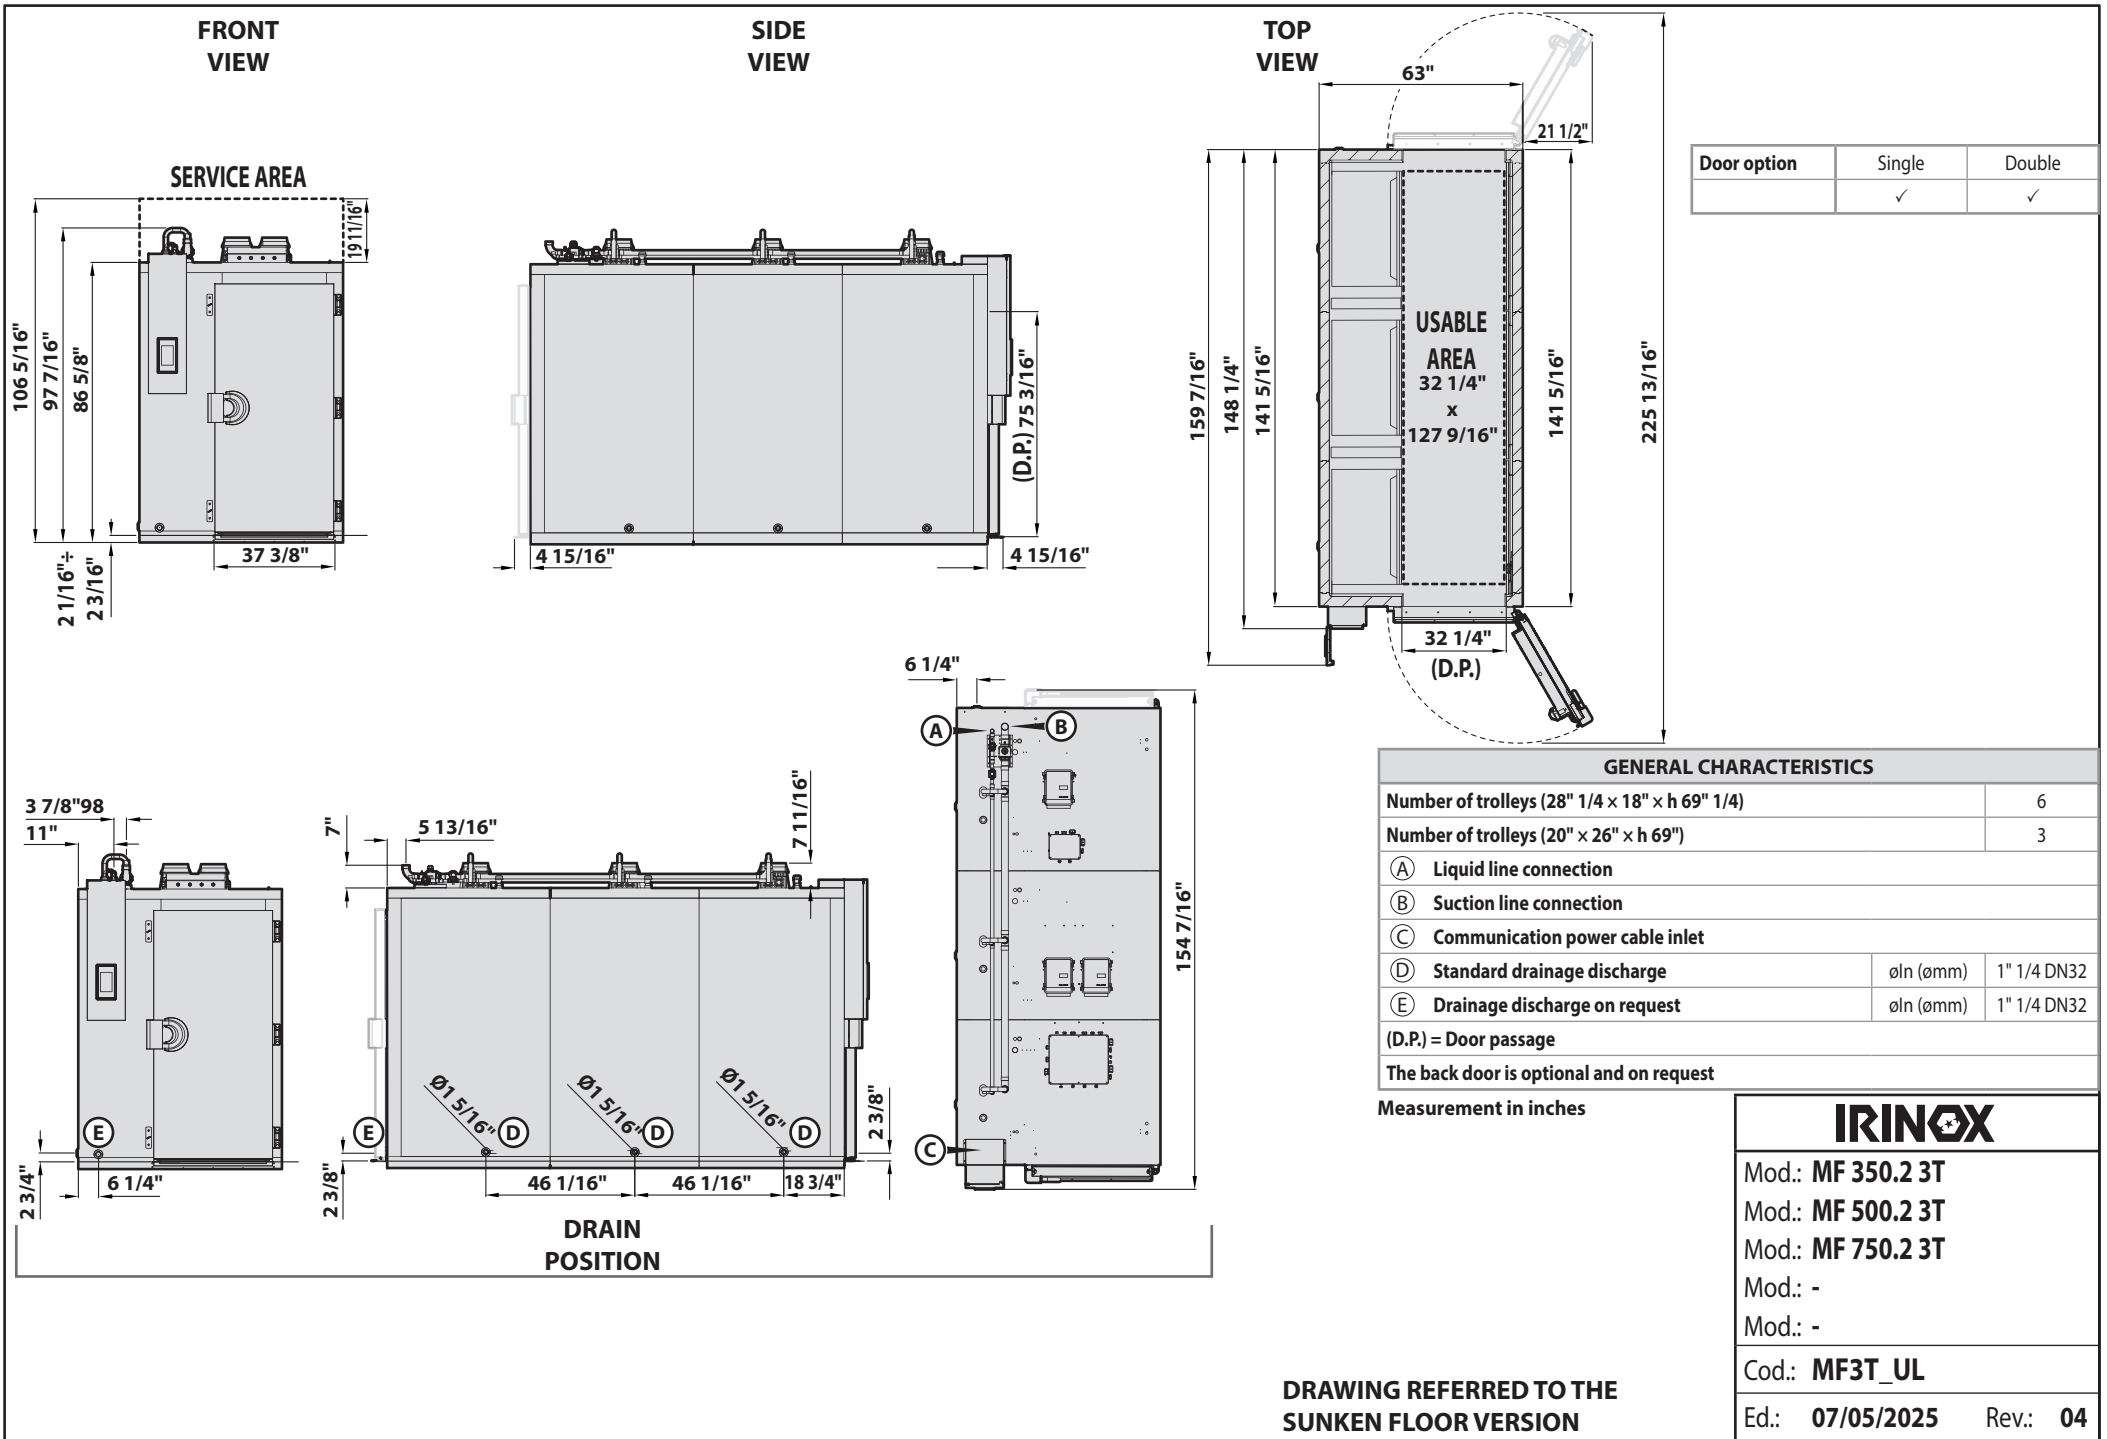 FRONT
VIEW
SIDE
VIEW
TOP
VIEW
SERVICE AREA
19 11/16"
106 5/16"
97 7/16"
86 5/8"
2 1/16"÷
2 3/16"
37 3/8"
(D.P.) 75 3/16"
4 15/16"
4 15/16"
63"
21 1/2"
159 7/16"
148 1/4"
141 5/16"
USABLE
AREA
32 1/4"
x
127 9/16"
141 5/16"
225 13/16"
32 1/4"
(D.P.)
Door option Single Double
✓ ✓
3 7/8"98
11"
E
2 3/4"
6 1/4"
7"
5 13/16"
7 11/16"
Ø1 5/16"
D
Ø1 5/16"
D
Ø1 5/16"
D
E
2 3/8"
2 3/8"
46 1/16"
46 1/16"
18 3/4"
6 1/4"
A
B
C
154 7/16"
DRAIN
POSITION
GENERAL CHARACTERISTICS
Number of trolleys (28" 1/4 × 18" × h 69" 1/4) 6
Number of trolleys (20" × 26" × h 69") 3
A Liquid line connection
B Suction line connection
C Communication power cable inlet
D Standard drainage discharge øIn (ømm) 1" 1/4 DN32
E Drainage discharge on request øIn (ømm) 1" 1/4 DN32
(D.P.) = Door passage
The back door is optional and on request
Measurement in inches
IRINOX
Mod.: MF 350.2 3T
Mod.: MF 500.2 3T
Mod.: MF 750.2 3T
Mod.: -
Mod.: -
Cod.: MF3T_UL
Ed.: 07/05/2025 Rev.: 04
DRAWING REFERRED TO THE
SUNKEN FLOOR VERSION